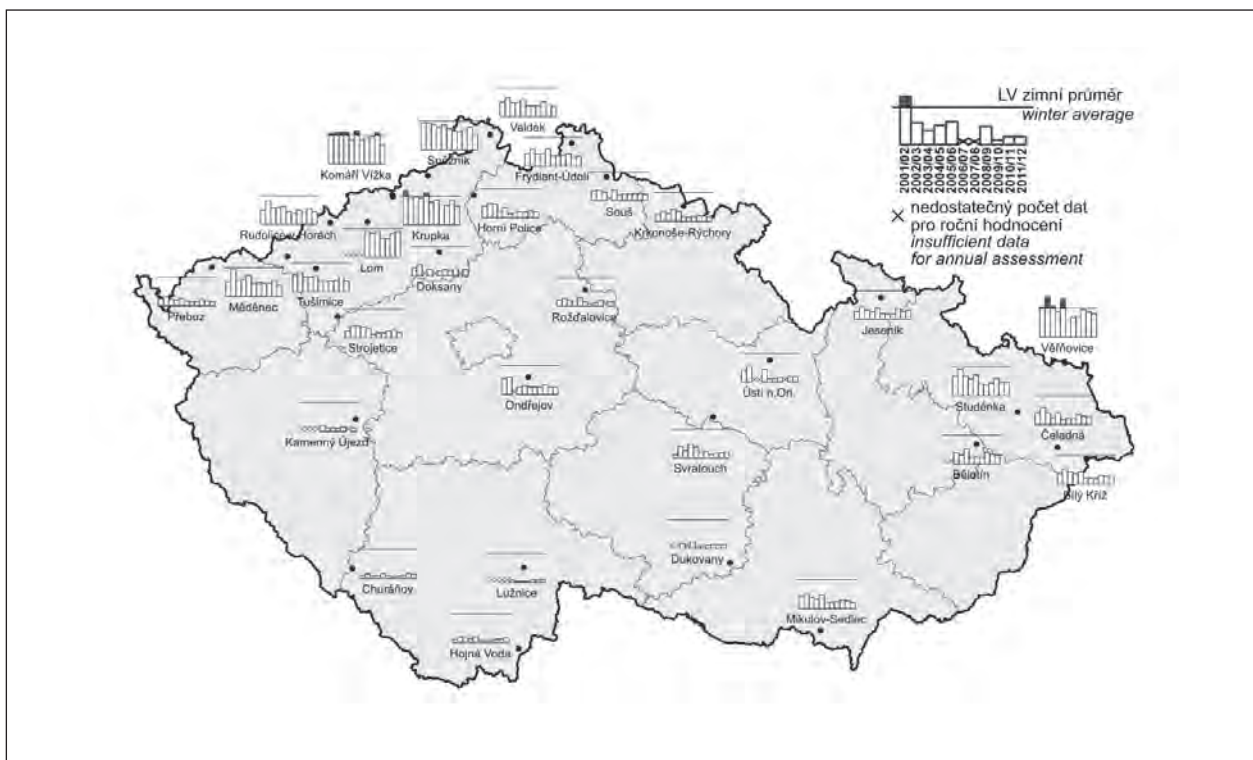 LV zimní průměr
winter average
2001/02
2002/03
2003/04
2004/05
2005/06
2006/07
2007/08
2008/09
2009/10
2010/11
2011/12
nedostatečný počet dat
pro roční hodnocení
insufficient data
for annual assessment
Valdek
Sněžník
Komáří Vížka
Frýdlant-Údolí
Souš
Krkonoše-Rýchory
Rudolice v Horách
Krupka
Horní Police
Lom
Doksany
Měděnec
Tušimice
Přebuz
Rožďalovice
Jeseník
Věřňovice
Strojetice
Ondřejov
Ústí n.Orl.
Studénka
Čeladná
Kamenný Újezd
Svratouch
Bělotín
Bílý Kříž
Dukovany
Churáňov
Lužnice
Mikulov-Sedlec
Hojná Voda